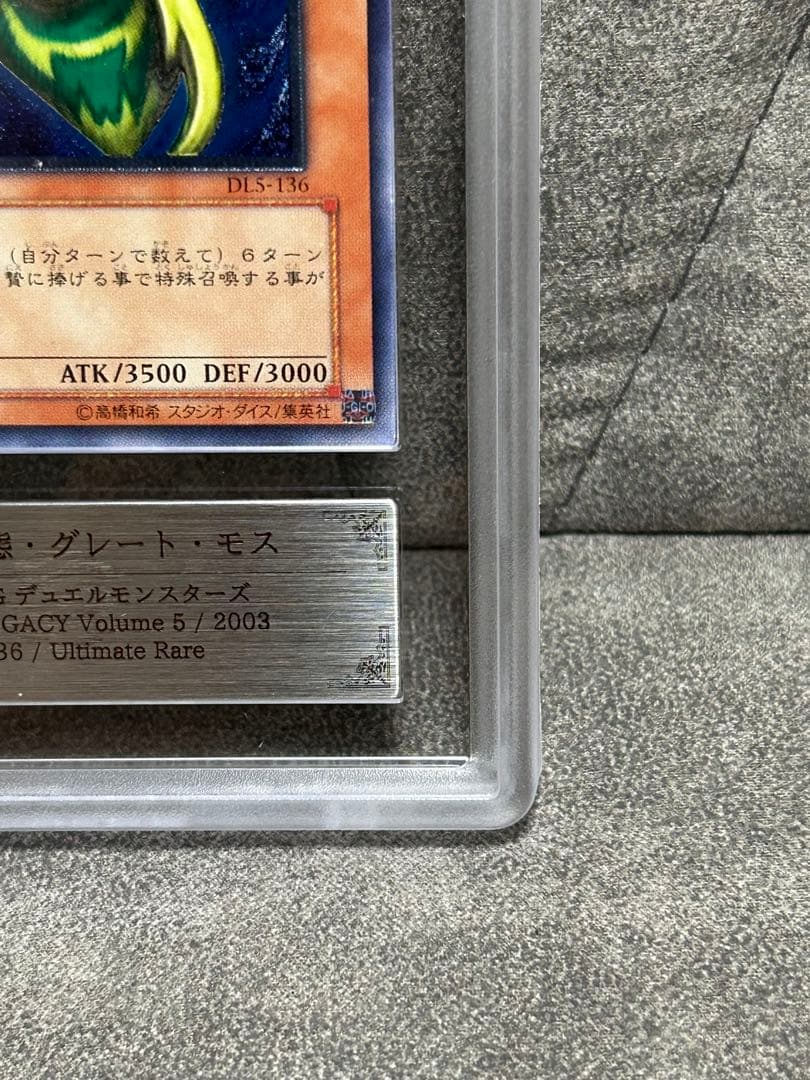 DL5-136
(自分ターンで数えて) 6ターン
贄に捧げる事で特殊召喚する事が
ATK/3500 DEF/3000
©高橋和希 スタジオ・ダイス/集英社
態・グレート・モス
デュエルモンスターズ
GACY Volume 5 / 2003
36 / Ultimate Rare